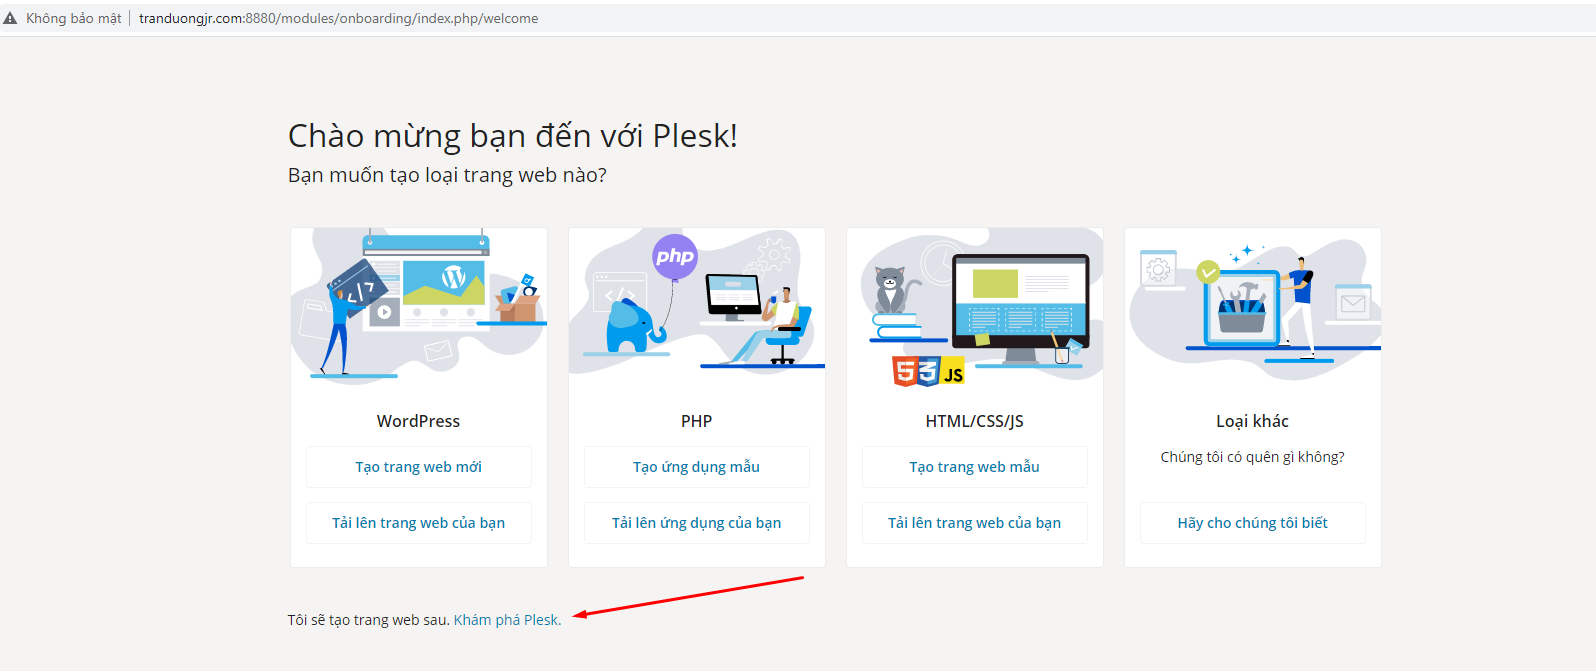 Không bảo mật | tranduongjr.com:8880/modules/onboarding/index.php/welcome
Chào mừng bạn đến với Plesk!
Bạn muốn tạo loại trang web nào?
php
5 3 JS
WordPress
Tạo trang web mới
Tải lên trang web của bạn
PHP
Tạo ứng dụng mẫu
Tải lên ứng dụng của bạn
HTML/CSS/JS
Tạo trang web mẫu
Tải lên trang web của bạn
Loại khác
Chúng tôi có quên gì không?
Hãy cho chúng tôi biết
Tôi sẽ tạo trang web sau. Khám phá Plesk.